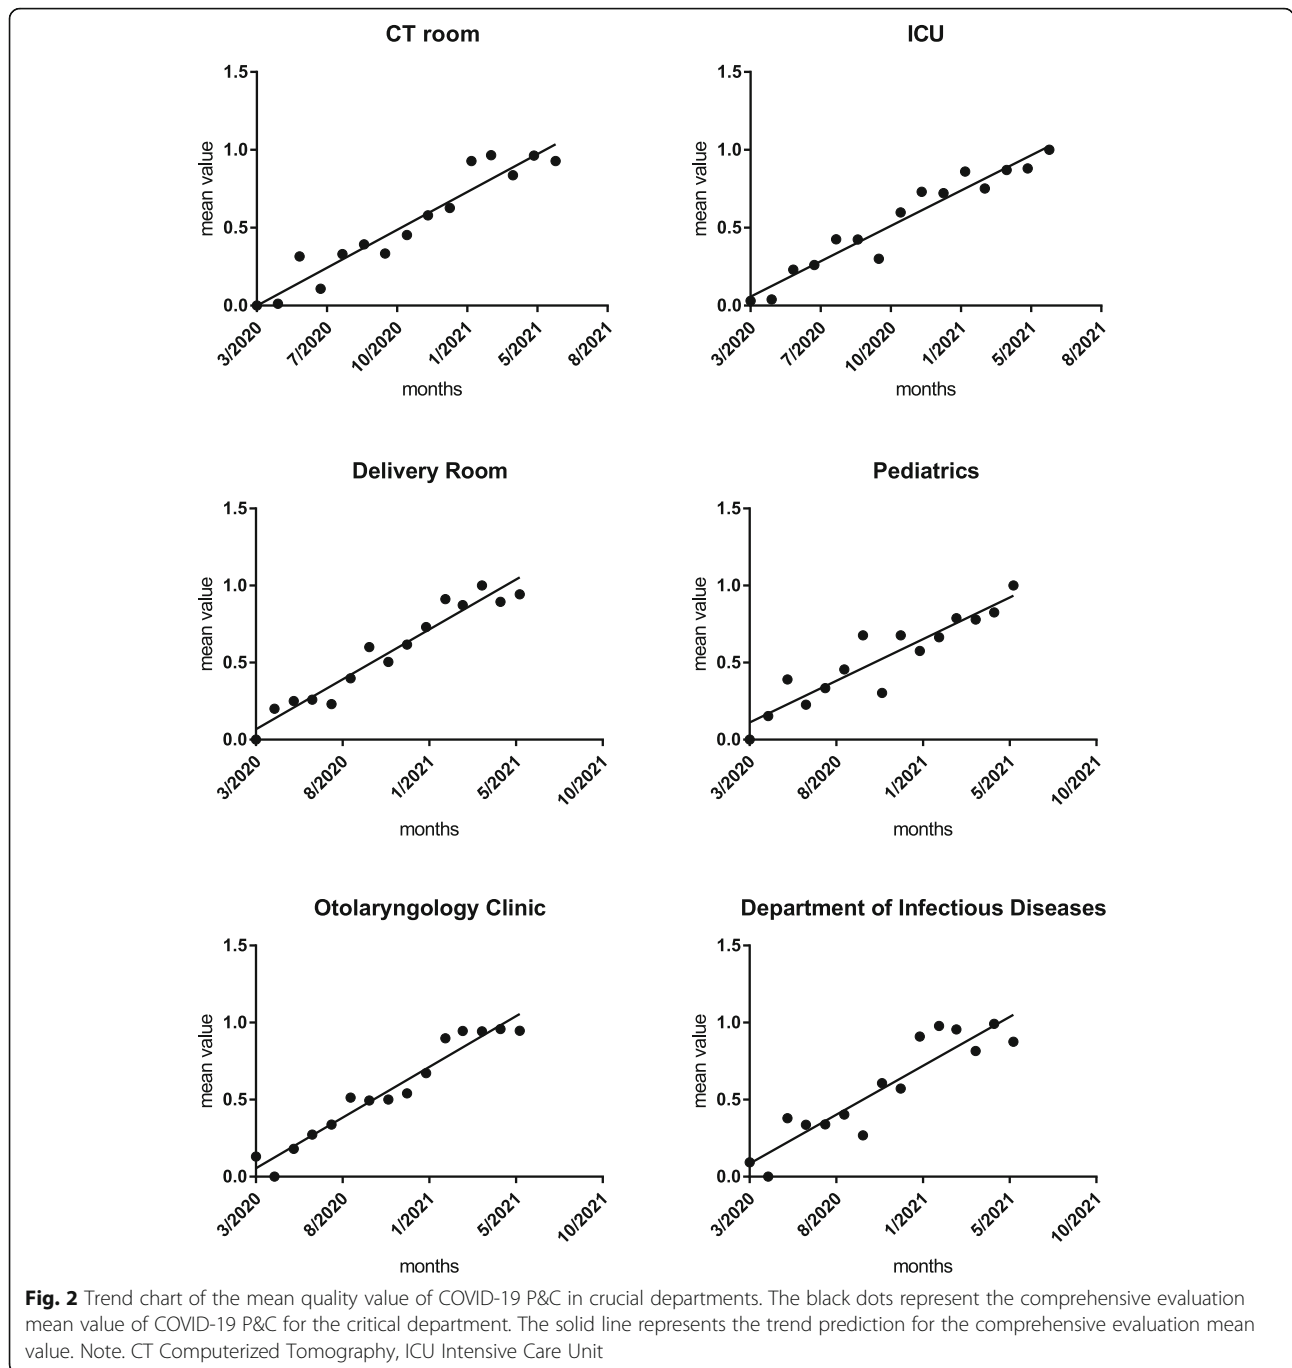 CT room
1.5
1.0
0.5
0.0
mean value
3/2020
7/2020
10/2020
1/2021
5/2021
8/2021
months
ICU
1.5
1.0
0.5
0.0
mean value
3/2020
7/2020
10/2020
1/2021
5/2021
8/2021
months
Delivery Room
1.5
1.0
0.5
0.0
mean value
3/2020
8/2020
1/2021
5/2021
10/2021
months
Pediatrics
1.5
1.0
0.5
0.0
mean value
3/2020
8/2020
1/2021
5/2021
10/2021
months
Otolaryngology Clinic
1.5
1.0
0.5
0.0
mean value
3/2020
8/2020
1/2021
5/2021
10/2021
months
Department of Infectious Diseases
1.5
1.0
0.5
0.0
mean value
3/2020
8/2020
1/2021
5/2021
10/2021
months
Fig. 2 Trend chart of the mean quality value of COVID-19 P&C in crucial departments. The black dots represent the comprehensive evaluation
mean value of COVID-19 P&C for the critical department. The solid line represents the trend prediction for the comprehensive evaluation mean
value. Note. CT Computerized Tomography, ICU Intensive Care Unit